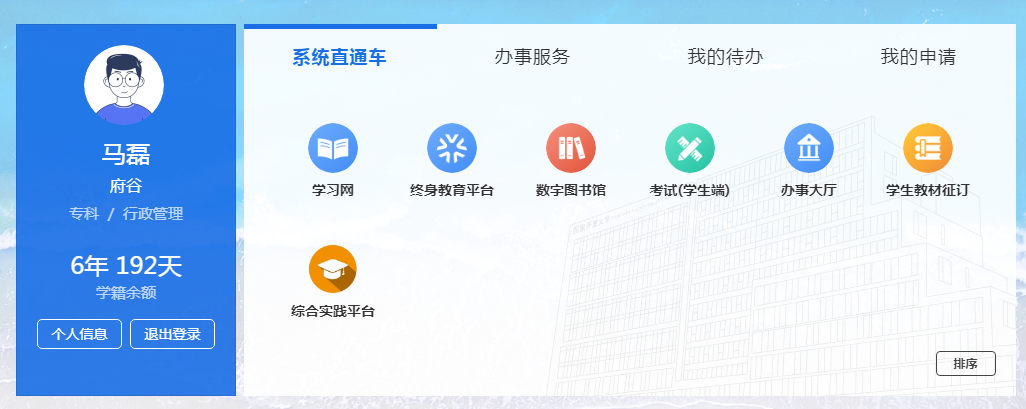 马磊
府谷
专科 / 行政管理
6年 192天
学籍余额
个人信息 退出登录
系统直通车 办事服务 我的待办 我的申请
学习网 终身教育平台 数字图书馆 考试(学生端) 办事大厅 学生教材征订
综合实践平台
排序